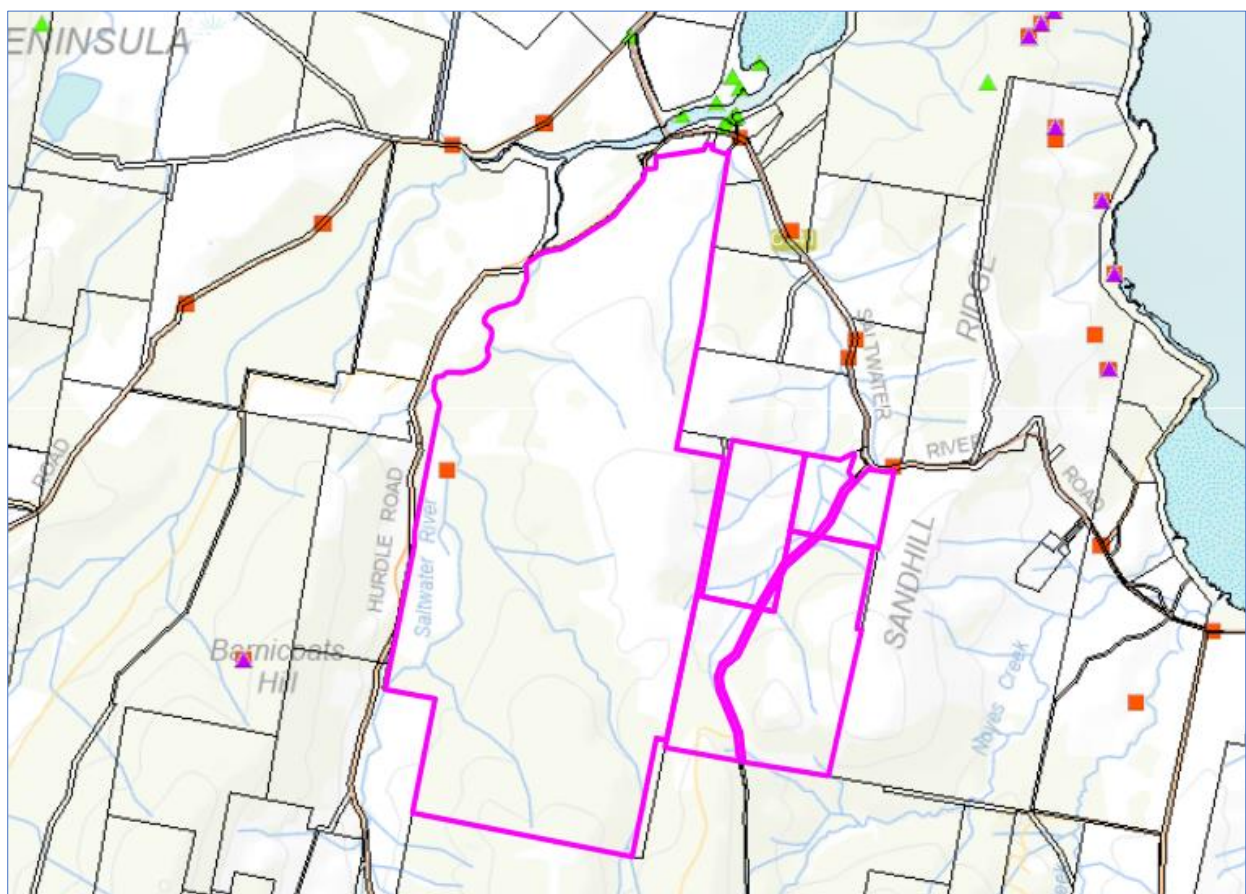 ENINSULA
RIDGE
SALTWATER
RIVER
ROAD
ROAD
HURDLE ROAD
Saltwater River
SANDHILL
Barnicoats
Hill
Noyes Creek